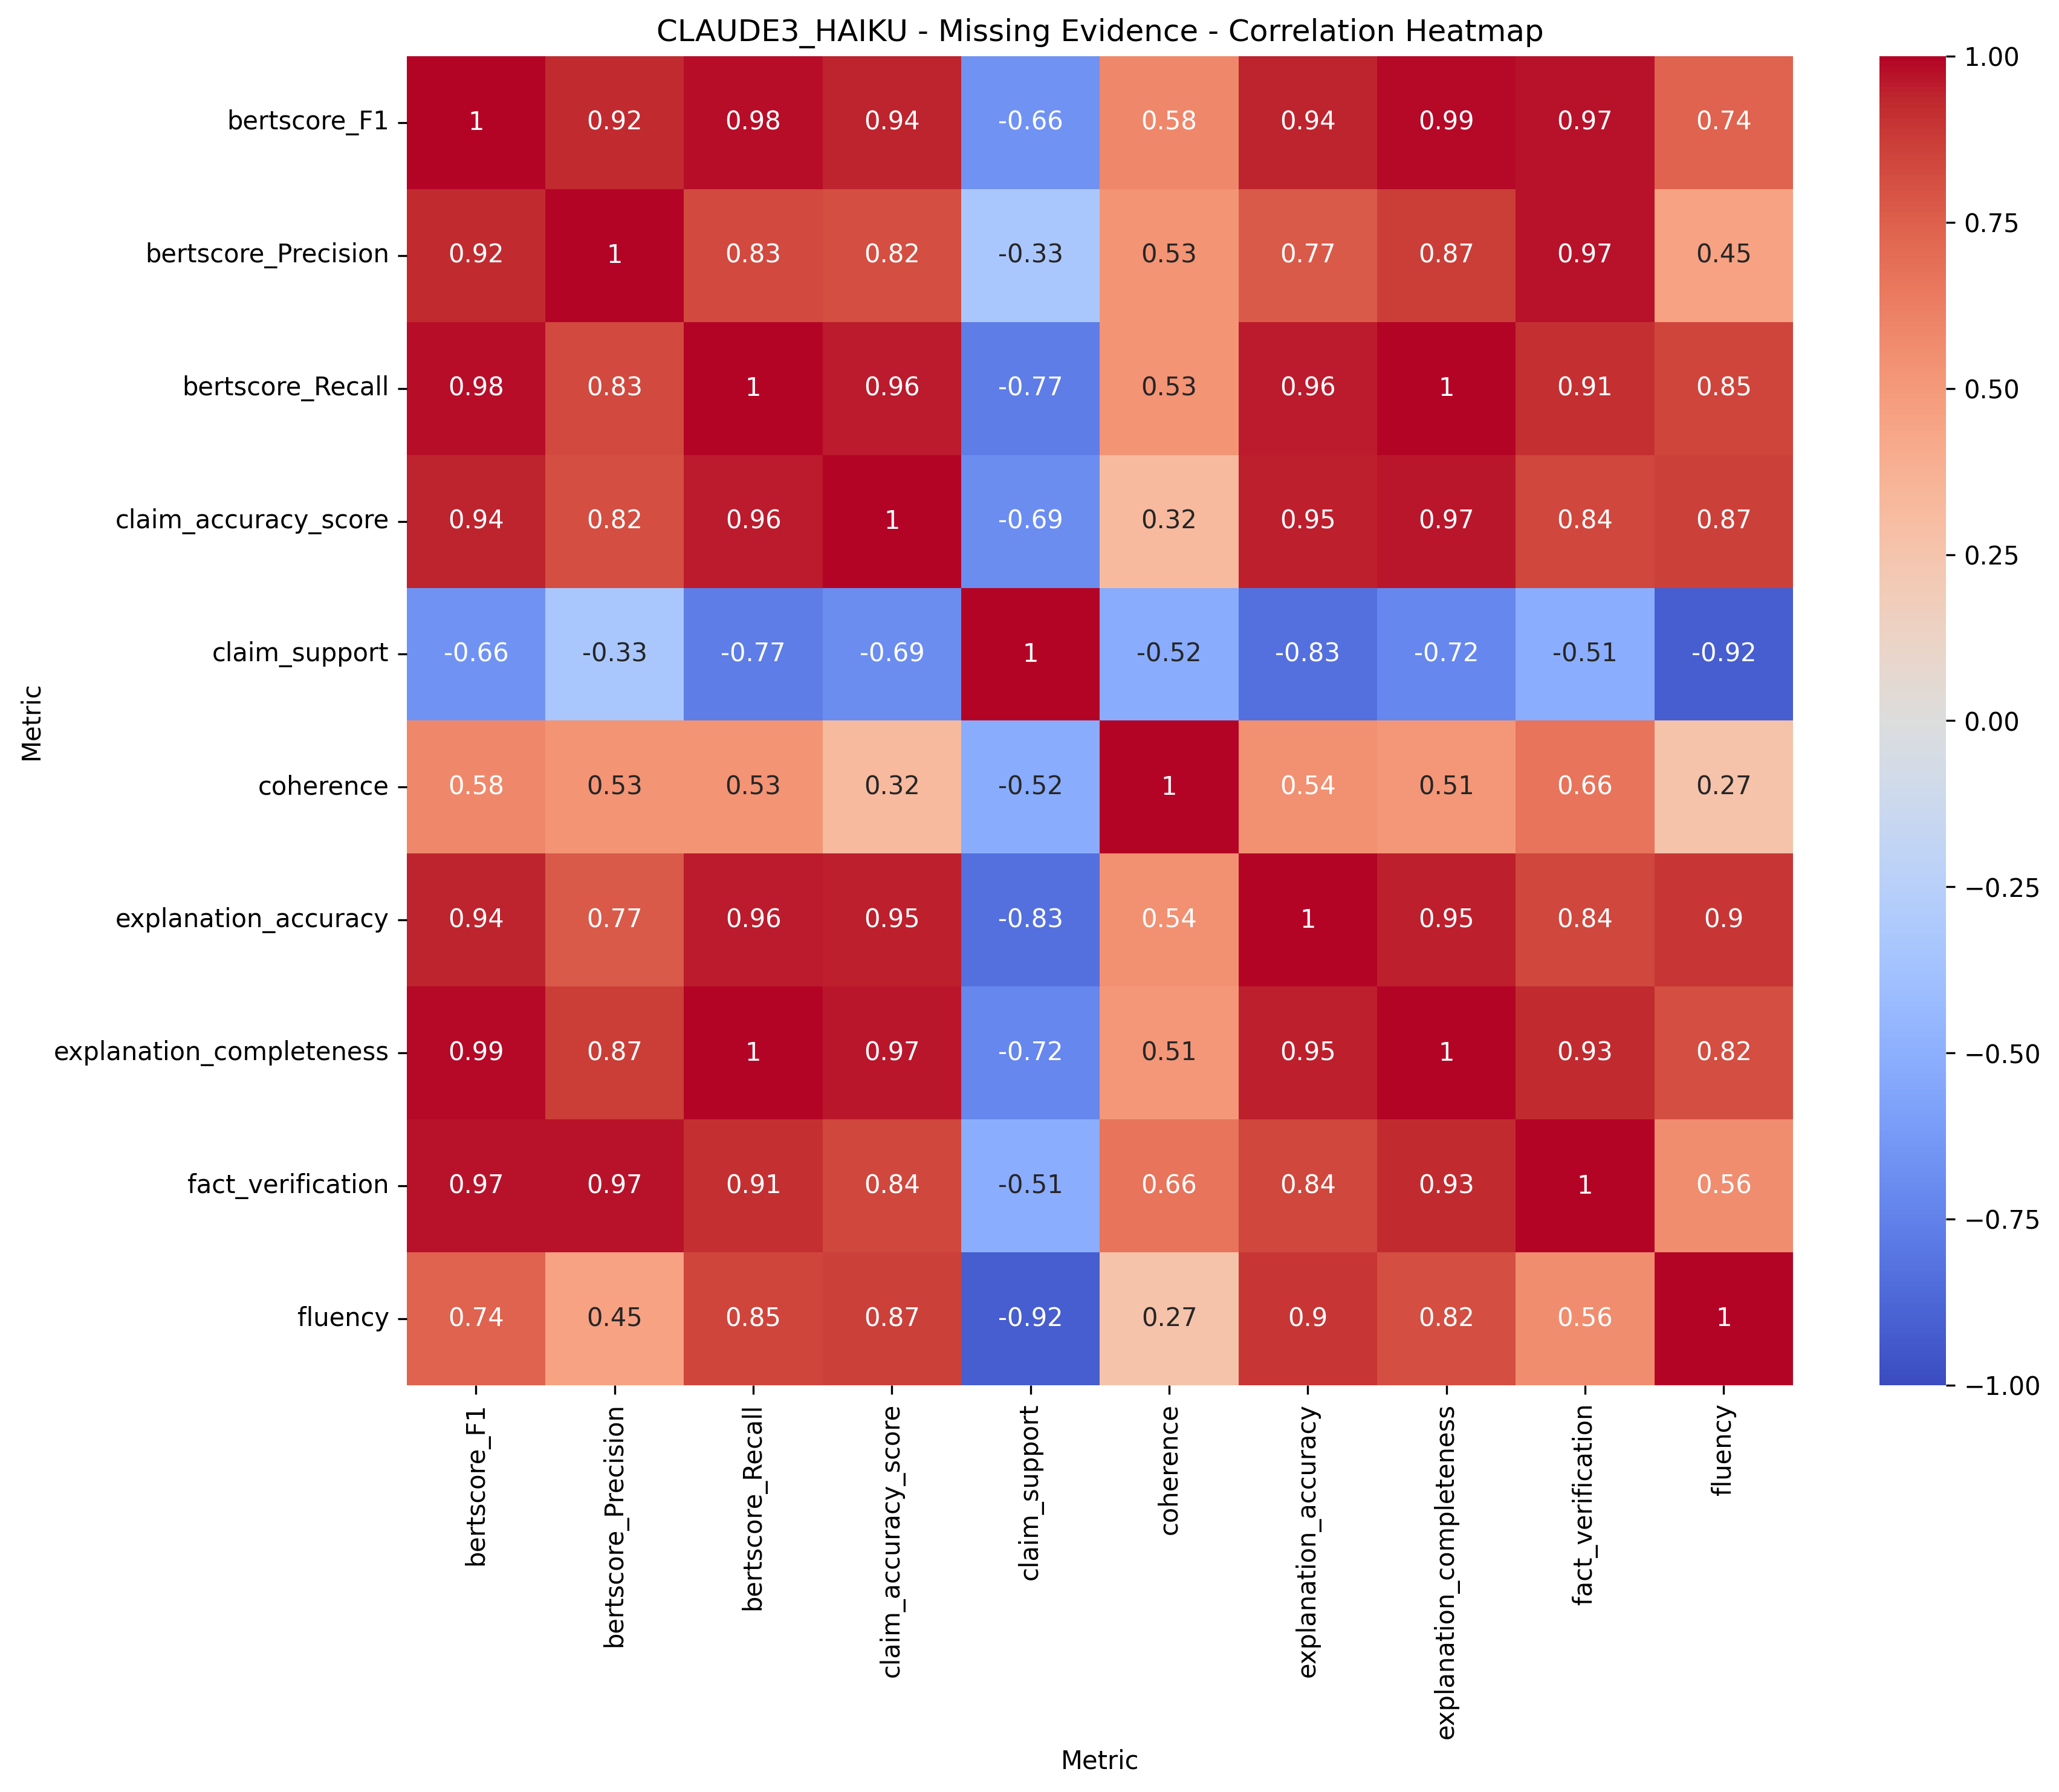 CLAUDE3_HAIKU - Missing Evidence - Correlation Heatmap
bertscore_F1 1 0.92 0.98 0.94 -0.66 0.58 0.94 0.99 0.97 0.74
bertscore_Precision 0.92 1 0.83 0.82 -0.33 0.53 0.77 0.87 0.97 0.45
bertscore_Recall 0.98 0.83 1 0.96 -0.77 0.53 0.96 1 0.91 0.85
claim_accuracy_score 0.94 0.82 0.96 1 -0.69 0.32 0.95 0.97 0.84 0.87
claim_support -0.66 -0.33 -0.77 -0.69 1 -0.52 -0.83 -0.72 -0.51 -0.92
coherence 0.58 0.53 0.53 0.32 -0.52 1 0.54 0.51 0.66 0.27
explanation_accuracy 0.94 0.77 0.96 0.95 -0.83 0.54 1 0.95 0.84 0.9
explanation_completeness 0.99 0.87 1 0.97 -0.72 0.51 0.95 1 0.93 0.82
fact_verification 0.97 0.97 0.91 0.84 -0.51 0.66 0.84 0.93 1 0.56
fluency 0.74 0.45 0.85 0.87 -0.92 0.27 0.9 0.82 0.56 1
Metric
bertscore_F1
bertscore_Precision
bertscore_Recall
claim_accuracy_score
claim_support
coherence
explanation_accuracy
explanation_completeness
fact_verification
fluency
Metric
1.00
0.75
0.50
0.25
0.00
−0.25
−0.50
−0.75
−1.00